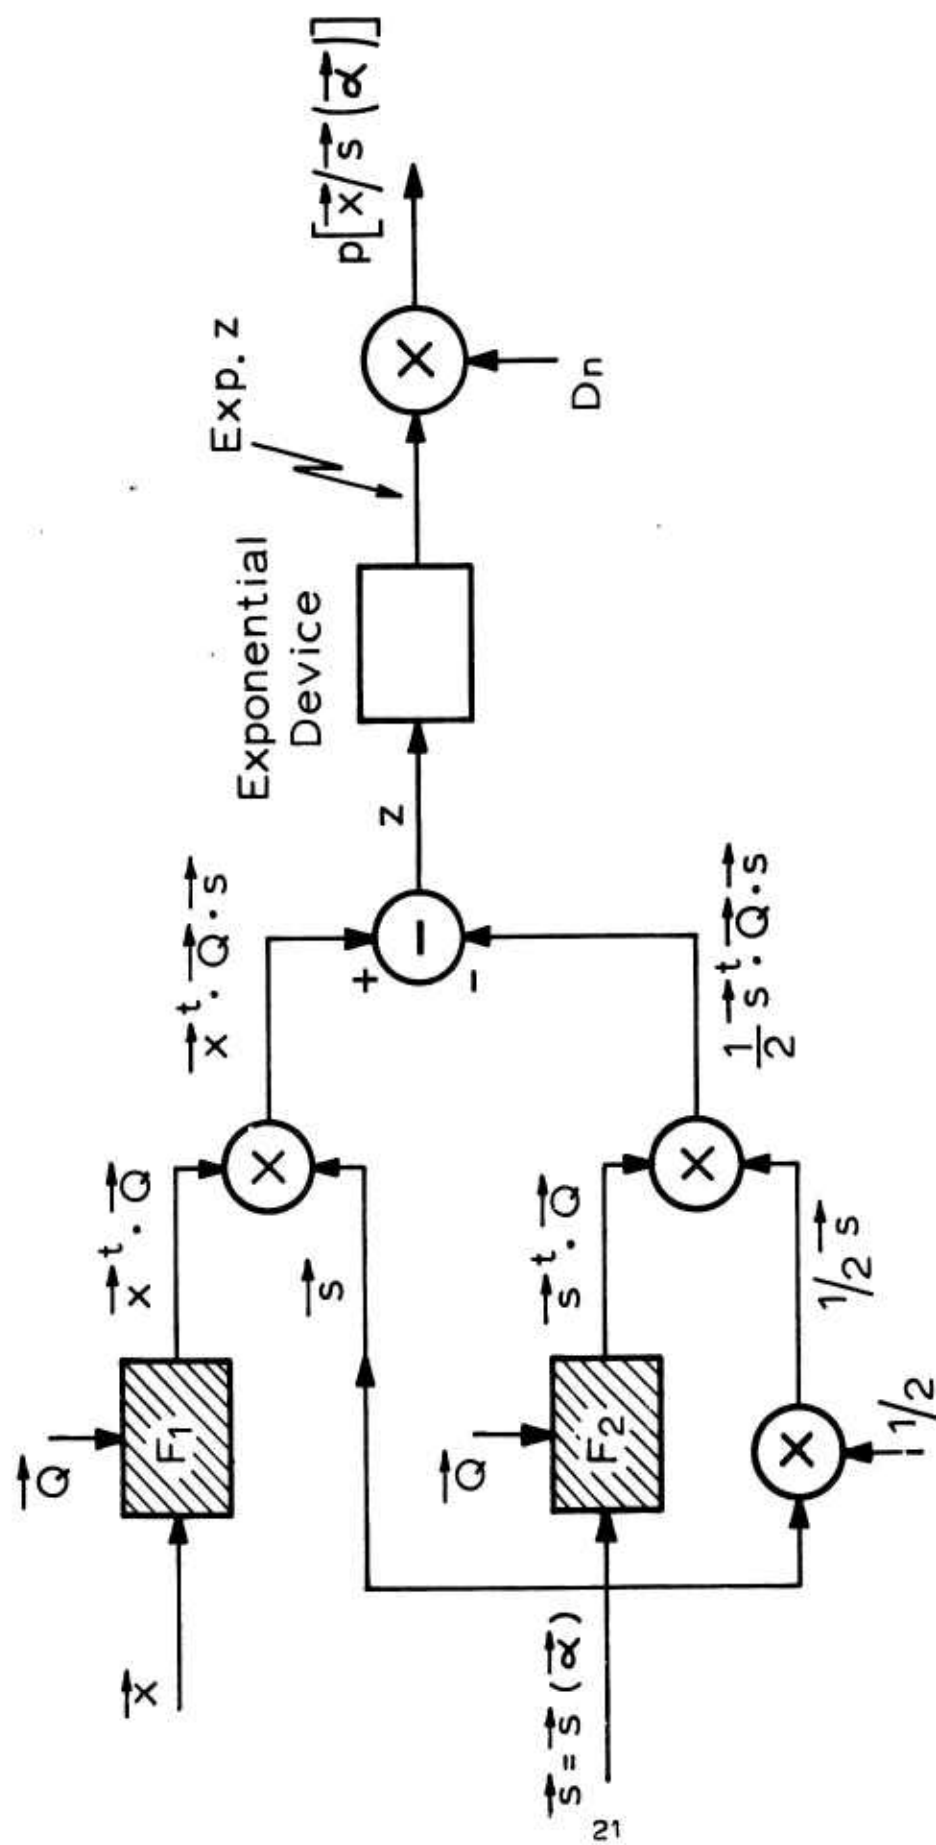 x⃗
Q⃗
F1
x⃗ᵗ. Q⃗
x⃗ᵗ. Q⃗. s⃗
s⃗
s⃗ = s⃗ (α⃗)
Q⃗
F2
s⃗ᵗ. Q⃗
1/2
1/2 s⃗
1/2 s⃗ᵗ. Q⃗. s⃗
×
×
×
+
−
−
z
Exponential
Device
Exp. z
×
Dn
p[x⃗/s⃗ (α⃗)]
21